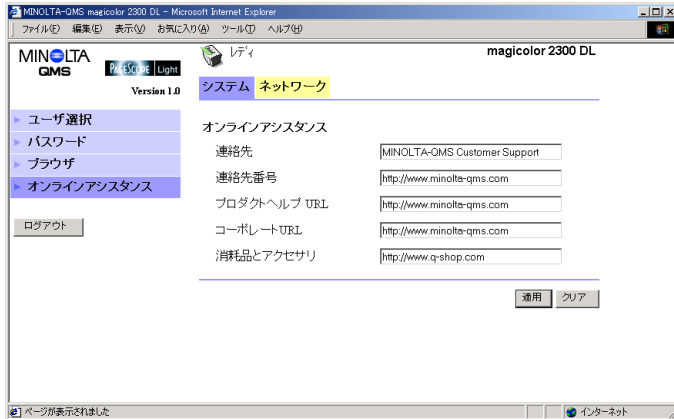 MINOLTA-QMS magicolor 2300 DL - Microsoft Internet Explorer
ファイル(F) 編集(E) 表示(V) お気に入り(A) ツール(T) ヘルプ(H)
MINOLTA
QMS
PAGESCOPE Light
Version 1.0
レディ
magicolor 2300 DL
システム ネットワーク
ユーザ選択
パスワード
ブラウザ
オンラインアシスタンス
ログアウト
オンラインアシスタンス
連絡先 MINOLTA-QMS Customer Support
連絡先番号 http://www.minolta-qms.com
プロダクトヘルプ URL http://www.minolta-qms.com
コーポレートURL http://www.minolta-qms.com
消耗品とアクセサリ http://www.q-shop.com
適用 クリア
ページが表示されました
インターネット